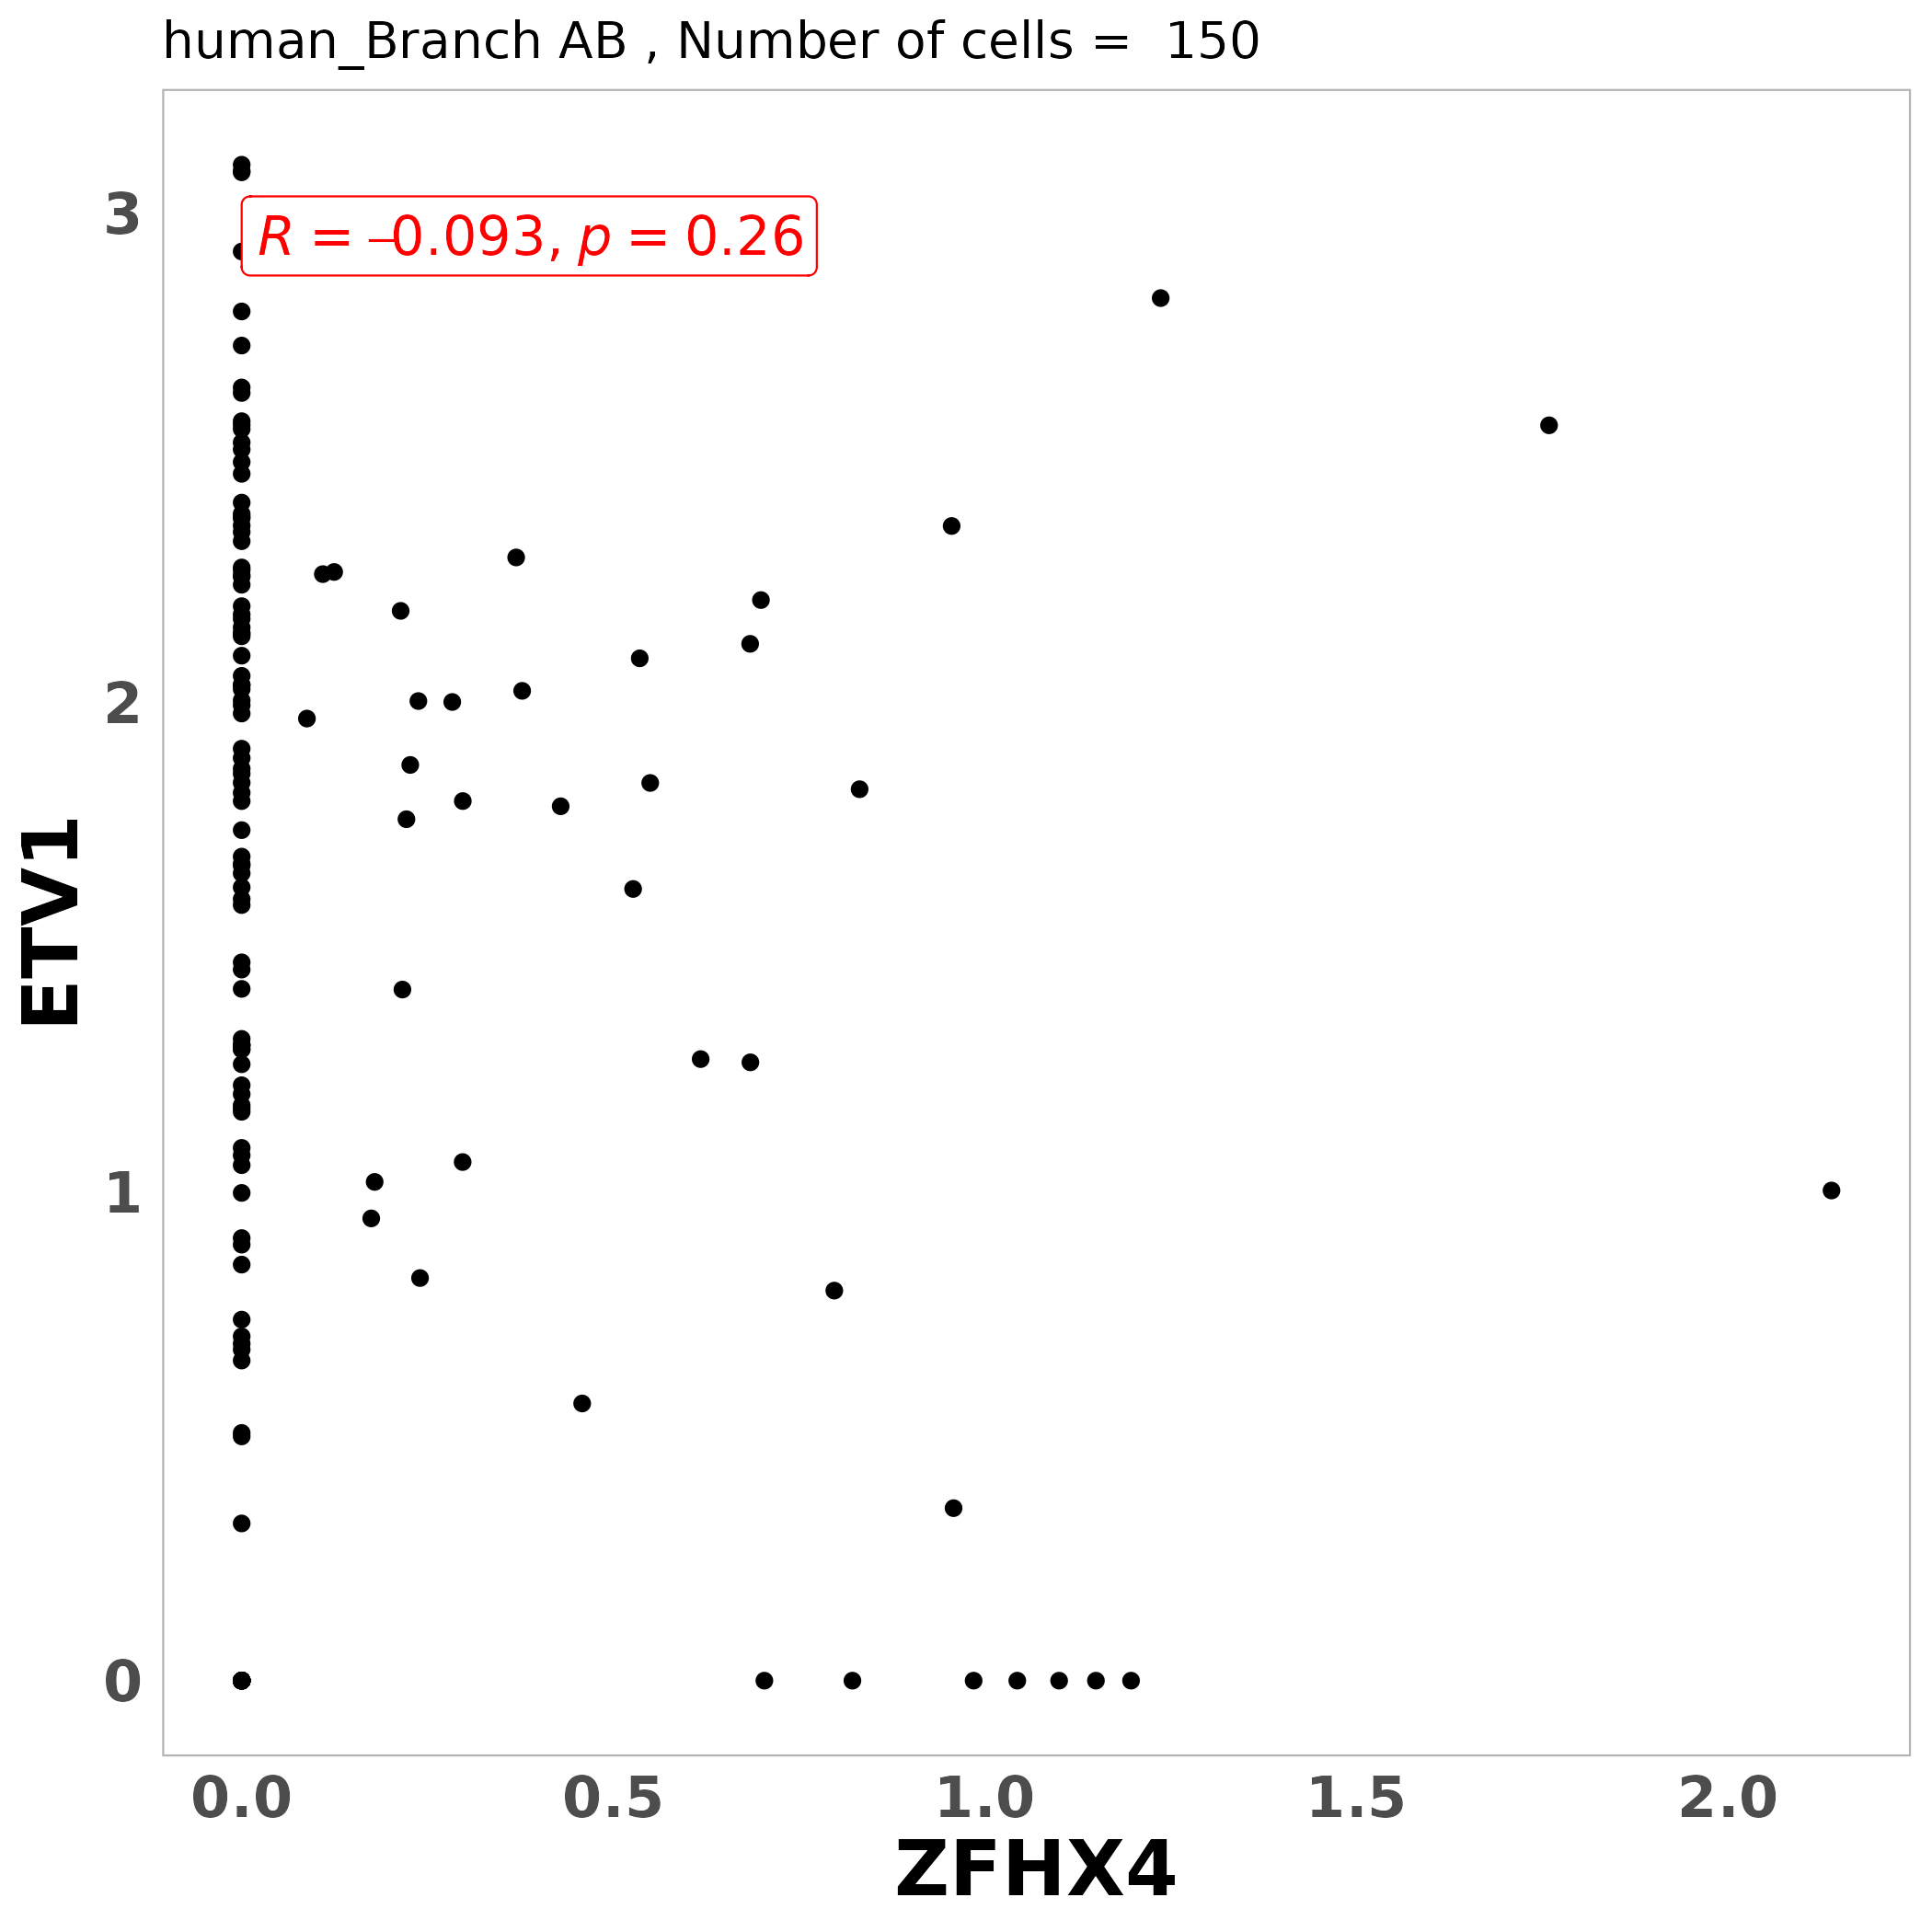 human_Branch AB , Number of cells =  150
R = –0.093, p = 0.26
3
2
1
0
ETV1
0.0 0.5 1.0 1.5 2.0
ZFHX4